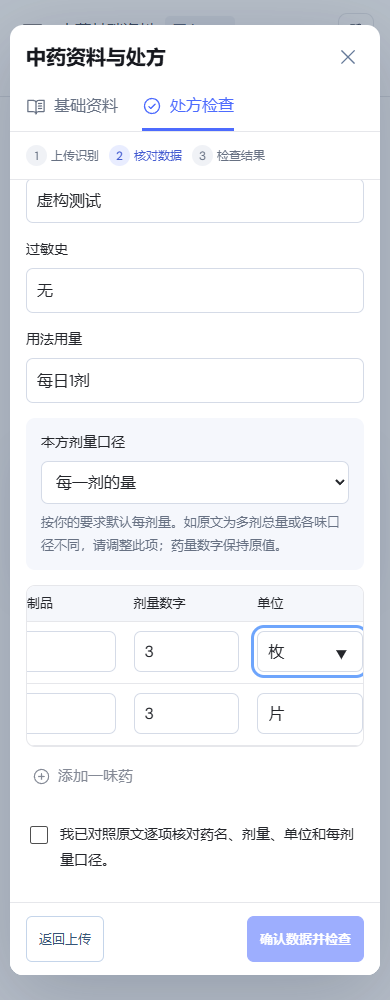 中药资料与处方
基础资料
处方检查
1 上传识别 2 核对数据 3 检查结果
虚构测试
过敏史
无
用法用量
每日1剂
本方剂量口径
每一剂的量
按你的要求默认每剂量。如原文为多剂总量或各味口
径不同，请调整此项；药量数字保持原值。
制品 剂量数字 单位
3 枚
3 片
添加一味药
我已对照原文逐项核对药名、剂量、单位和每剂
量口径。
返回上传
确认数据并检查